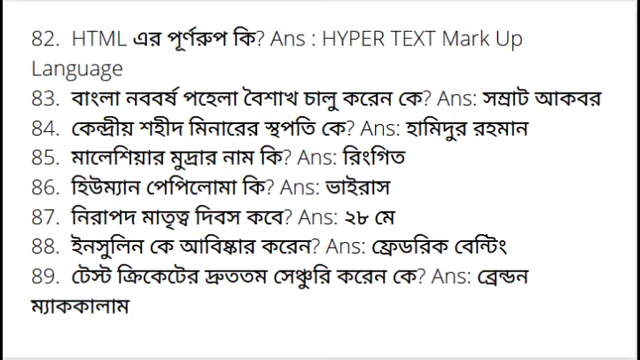 82. HTML এর পূর্ণরুপ কি? Ans : HYPER TEXT Mark Up
Language
83. বাংলা নববর্ষ পহেলা বৈশাখ চালু করেন কে? Ans: সম্রাট আকবর
84. কেন্দ্রীয় শহীদ মিনারের স্থপতি কে? Ans: হামিদুর রহমান
85. মালেশিয়ার মুদ্রার নাম কি? Ans: রিংগিত
86. হিউম্যান পেপিলোমা কি? Ans: ভাইরাস
87. নিরাপদ মাতৃত্ব দিবস কবে? Ans: ২৮ মে
88. ইনসুলিন কে আবিষ্কার করেন? Ans: ফ্রেডরিক বেন্টিং
89. টেস্ট ক্রিকেটের দ্রুততম সেঞ্চুরি করেন কে? Ans: ব্রেন্ডন
ম্যাককালাম